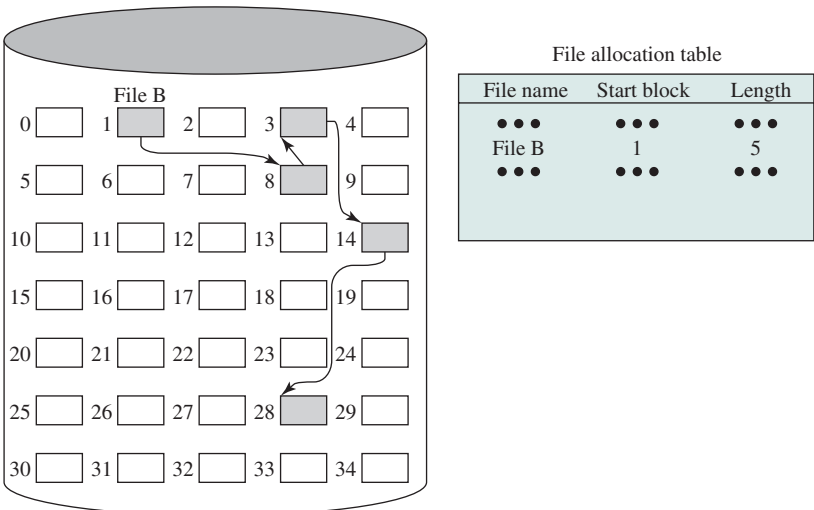 File B
0 1 2 3 4
5 6 7 8 9
10 11 12 13 14
15 16 17 18 19
20 21 22 23 24
25 26 27 28 29
30 31 32 33 34
File allocation table
File name Start block Length
••• ••• •••
File B 1 5
••• ••• •••